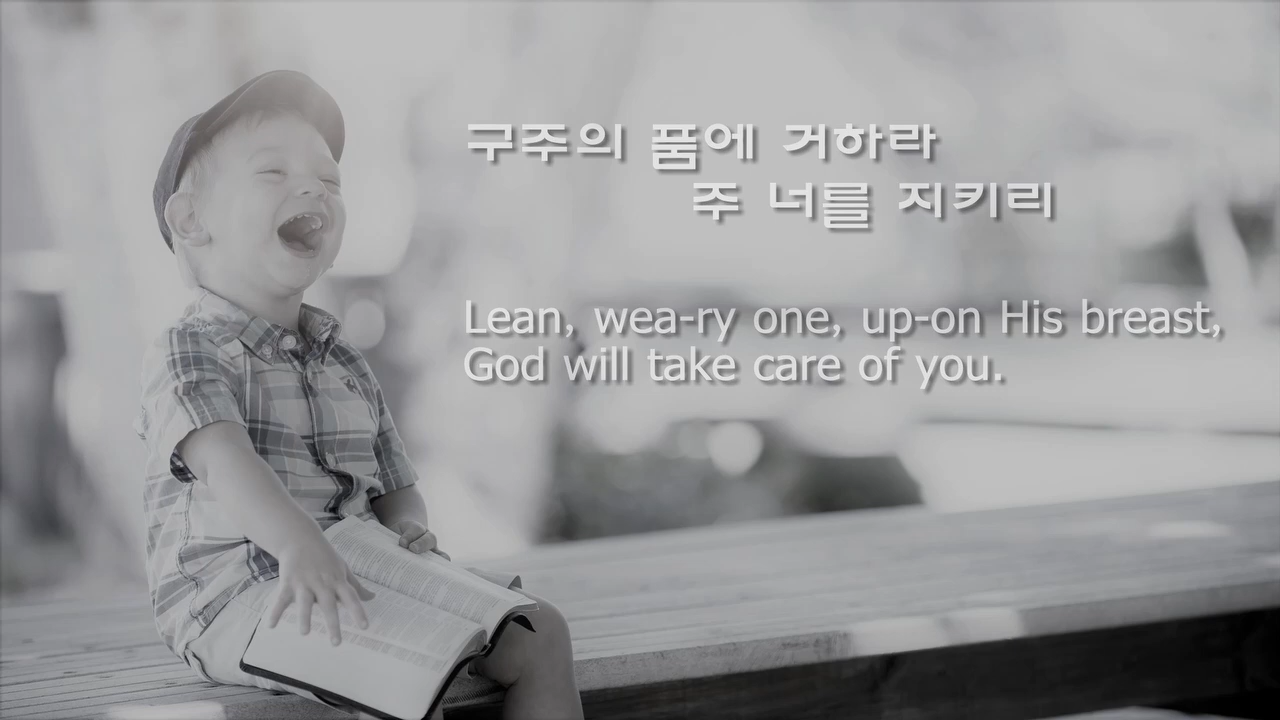 구주의 품에 거하라
주 너를 지키리
Lean, wea-ry one, up-on His breast,
God will take care of you.